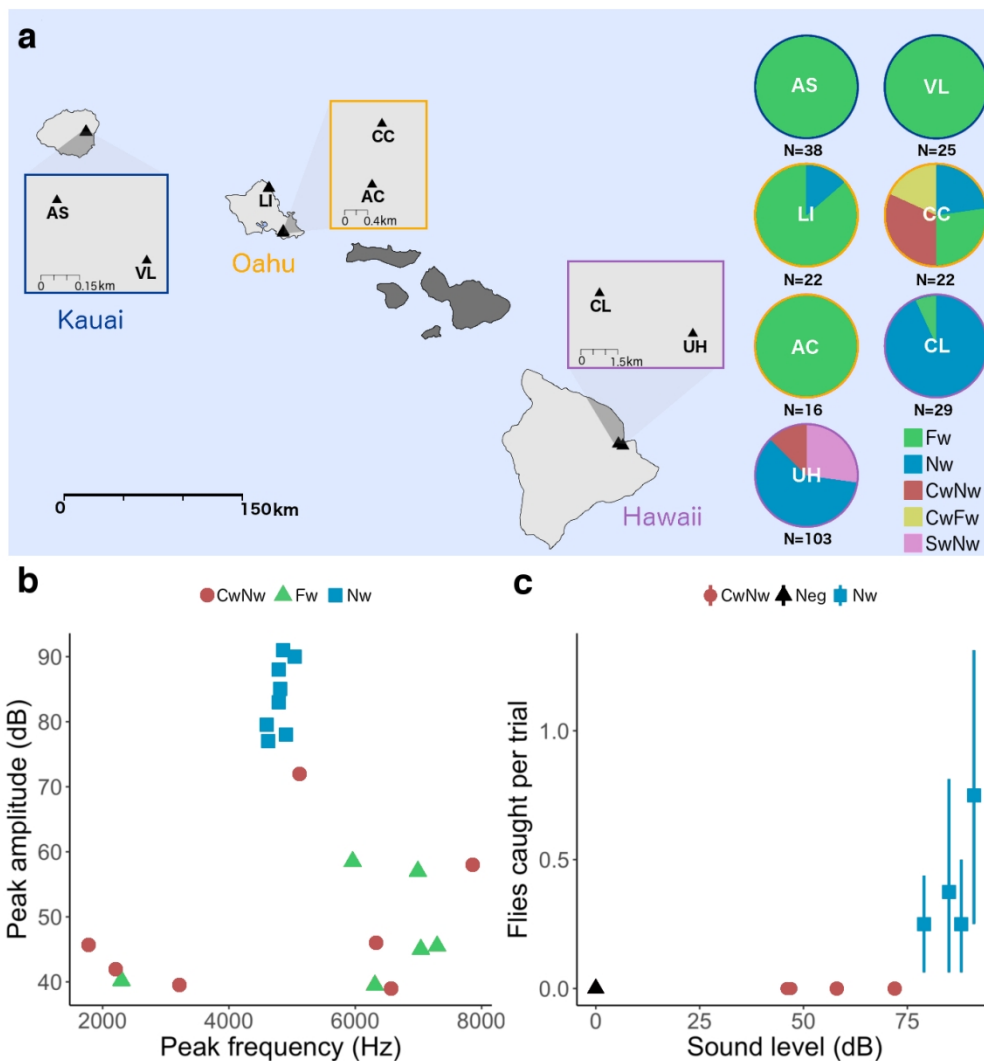 a
AS
VL
N=38
N=25
CC
AC
0 0.4km
LI
AS
VL
0 0.15km
Kauai
Oahu
LI
CC
N=22
N=22
CL
UH
0 1.5km
AC
CL
N=16
N=29
UH
N=103
Fw
Nw
CwNw
CwFw
SwNw
0 150km
Hawaii
b
CwNw Fw Nw
Peak amplitude (dB)
90
80
70
60
50
40
2000 4000 6000 8000
Peak frequency (Hz)
c
CwNw Neg Nw
Flies caught per trial
1.0
0.5
0.0
0 25 50 75
Sound level (dB)